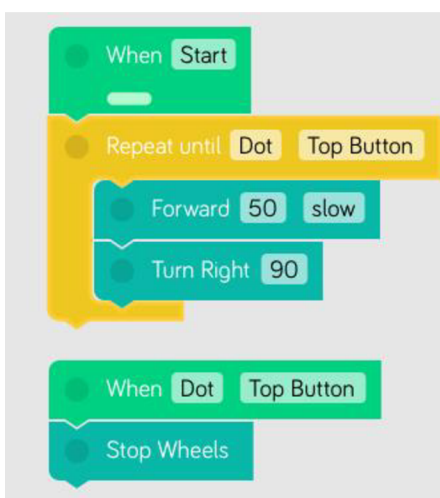 When Start
Repeat until Dot Top Button
Forward 50 slow
Turn Right 90
When Dot Top Button
Stop Wheels